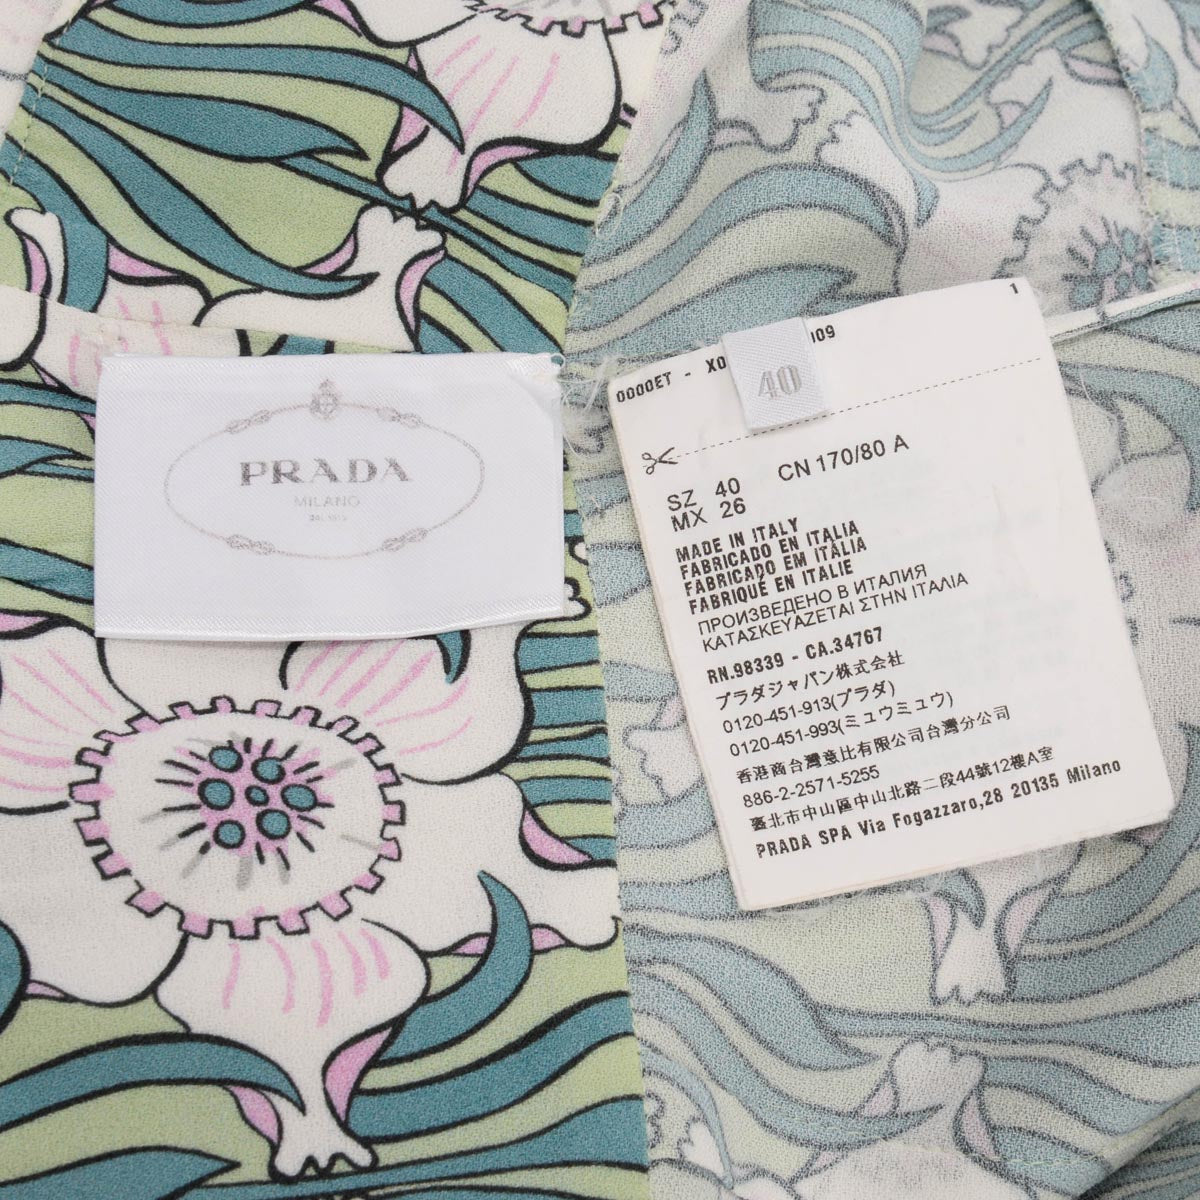 PRADA
MILANO
DAL 1913
1
0000ET - X0 009
40
CN 170/80 A
SZ 40
MX 26
MADE IN ITALY
FABRICADO EN ITALIA
FABRICADO EM ITÁLIA
FABRIQUÉ EN ITALIE
ПРОИЗВЕДЕНО В ИТАЛИЯ
ΚΑΤΑΣΚΕΥΑΖΕΤΑΙ ΣΤΗΝ ΙΤΑΛΙΑ
RN.98339 - CA.34767
プラダジャパン株式会社
0120-451-913(プラダ)
0120-451-993(ミュウミュウ)
香港商台灣意比有限公司台灣分公司
886-2-2571-5255
臺北市中山區中山北路二段44號12樓A室
PRADA SPA Via Fogazzaro,28 20135 Milano